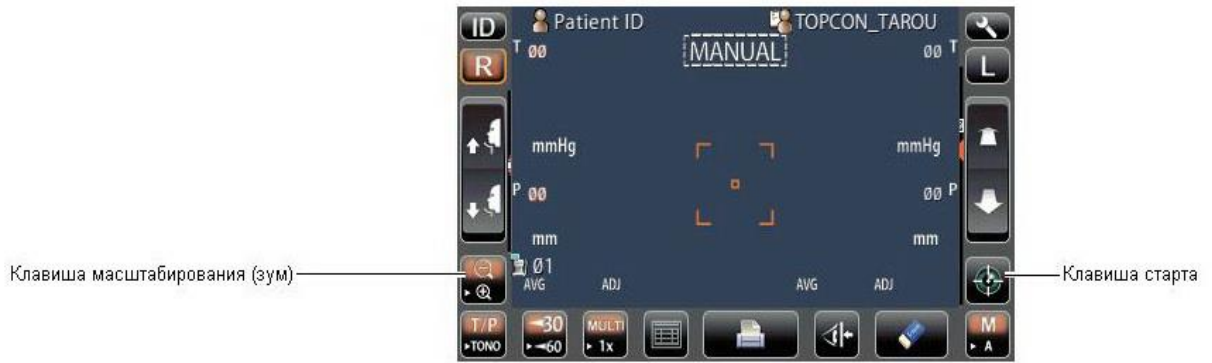 ID Patient ID TOPCON_TAROU
T 00 MANUAL 00 T
R L
mmHg mmHg
P 00 00 P
mm mm
01
Клавиша масштабирования (зум) Клавиша старта
AVG ADJ AVG ADJ
T/P 30 MULTI M
TONO 60 1x A